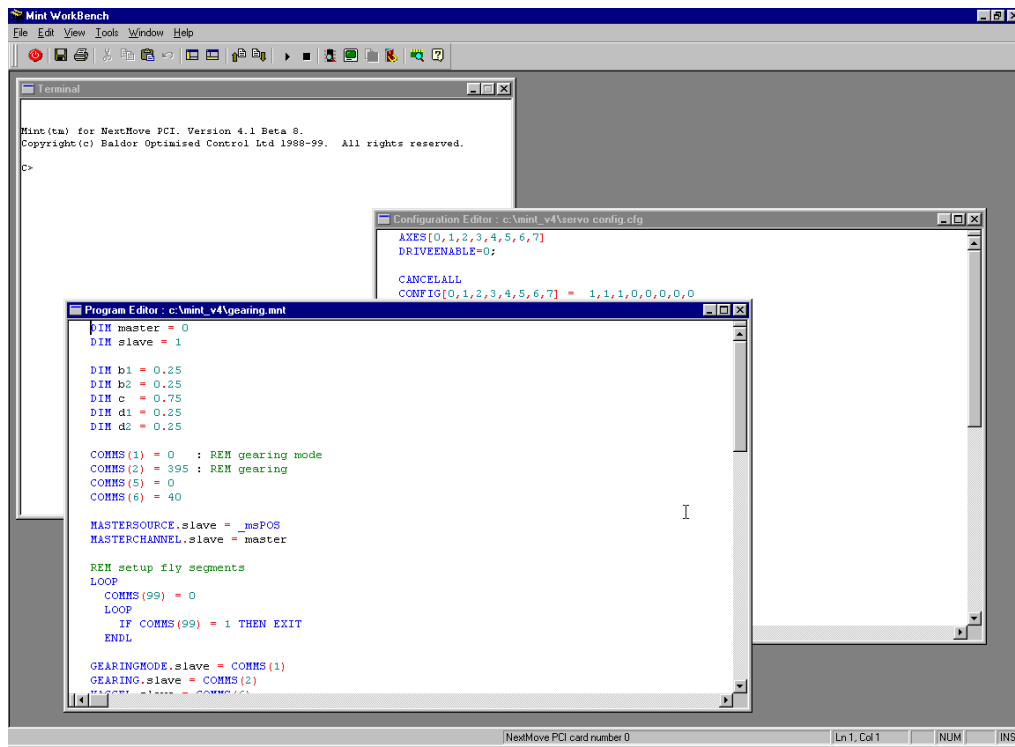 Mint WorkBench
File Edit View Tools Window Help
Terminal
Mint(tm) for NextMove PCI. Version 4.1 Beta 8.
Copyright(c) Baldor Optimised Control Ltd 1988-99. All rights reserved.
C>
Configuration Editor : c:\mint_v4\servo config.cfg
AXES[0,1,2,3,4,5,6,7]
DRIVEENABLE=0;
CANCELALL
CONFIG[0,1,2,3,4,5,6,7] = 1,1,1,0,0,0,0,0
Program Editor : c:\mint_v4\gearing.mnt
DIM master = 0
DIM slave = 1
DIM b1 = 0.25
DIM b2 = 0.25
DIM c = 0.75
DIM d1 = 0.25
DIM d2 = 0.25
COMMS(1) = 0 : REM gearing mode
COMMS(2) = 395 : REM gearing
COMMS(5) = 0
COMMS(6) = 40
MASTERSOURCE.slave = _msPOS
MASTERCHANNEL.slave = master
REM setup fly segments
LOOP
COMMS(99) = 0
LOOP
IF COMMS(99) = 1 THEN EXIT
ENDL
GEARINGMODE.slave = COMMS(1)
GEARING.slave = COMMS(2)
NextMove PCI card number 0
Ln 1, Col 1
NUM
INS